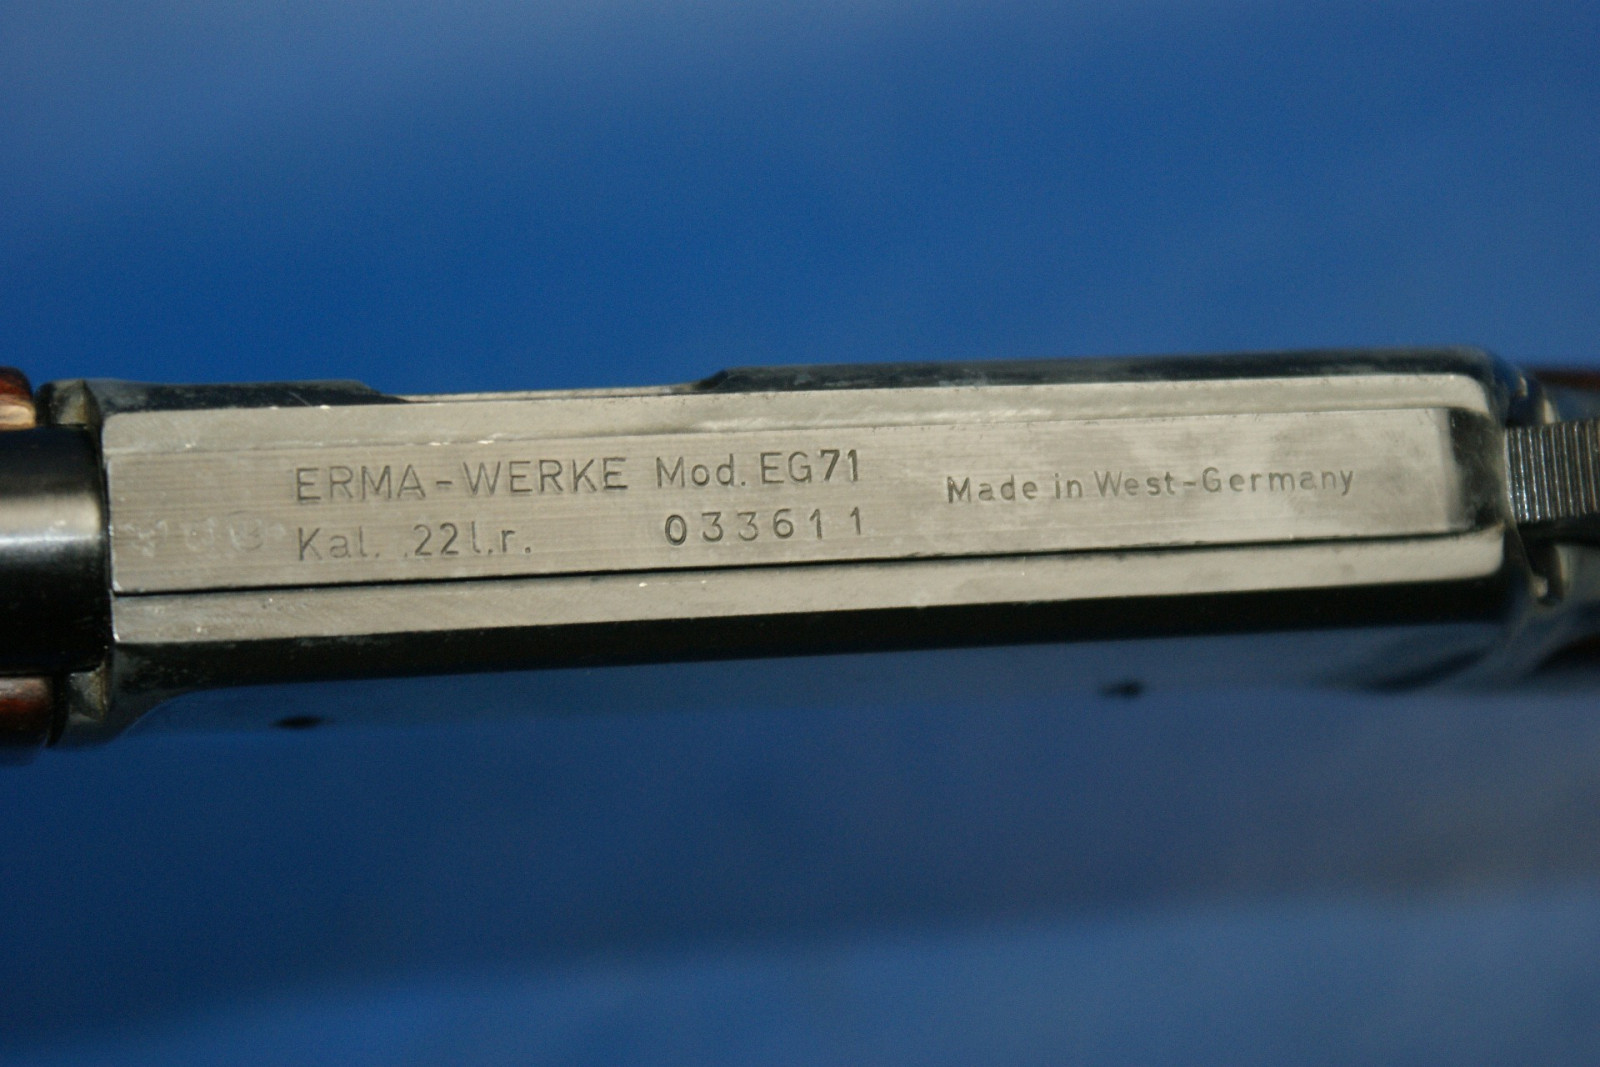 ERMA-WERKE Mod. EG71
Kal. .22 l.r. 033611
Made in West-Germany